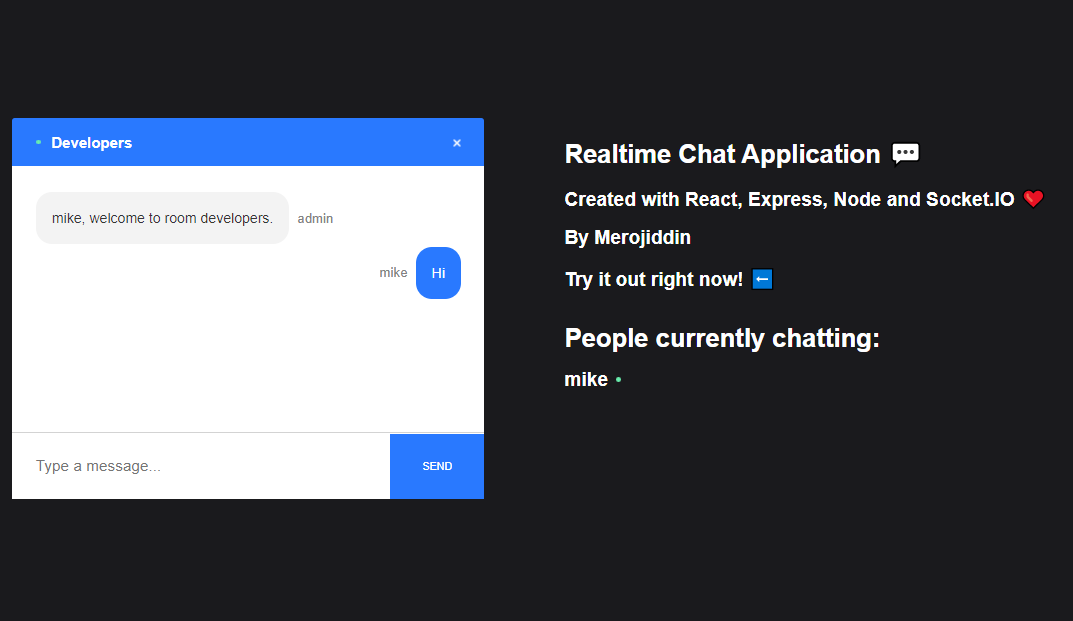 Developers ×
mike, welcome to room developers. admin
mike Hi
Type a message...
SEND
Realtime Chat Application 💬
Created with React, Express, Node and Socket.IO ❤️
By Merojiddin
Try it out right now! ⬅️
People currently chatting:
mike